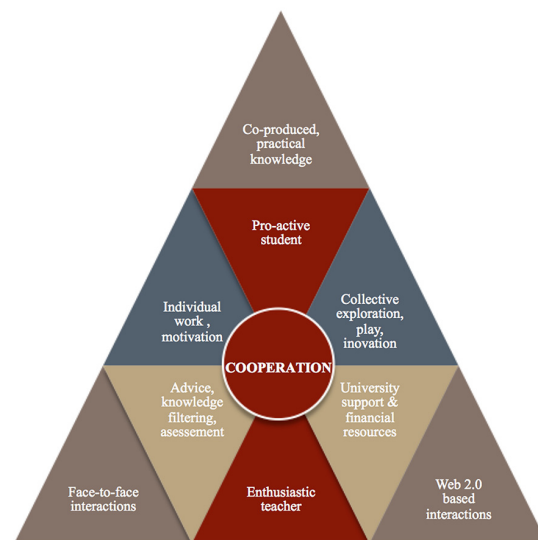 Co-produced,
practical
knowledge
Pro-active
student
Individual
work ,
motivation
Collective
exploration,
play,
inovation
COOPERATION
Advice,
knowledge
filtering,
asessement
University
support &
financial
resources
Face-to-face
interactions
Enthusiastic
teacher
Web 2.0
based
interactions